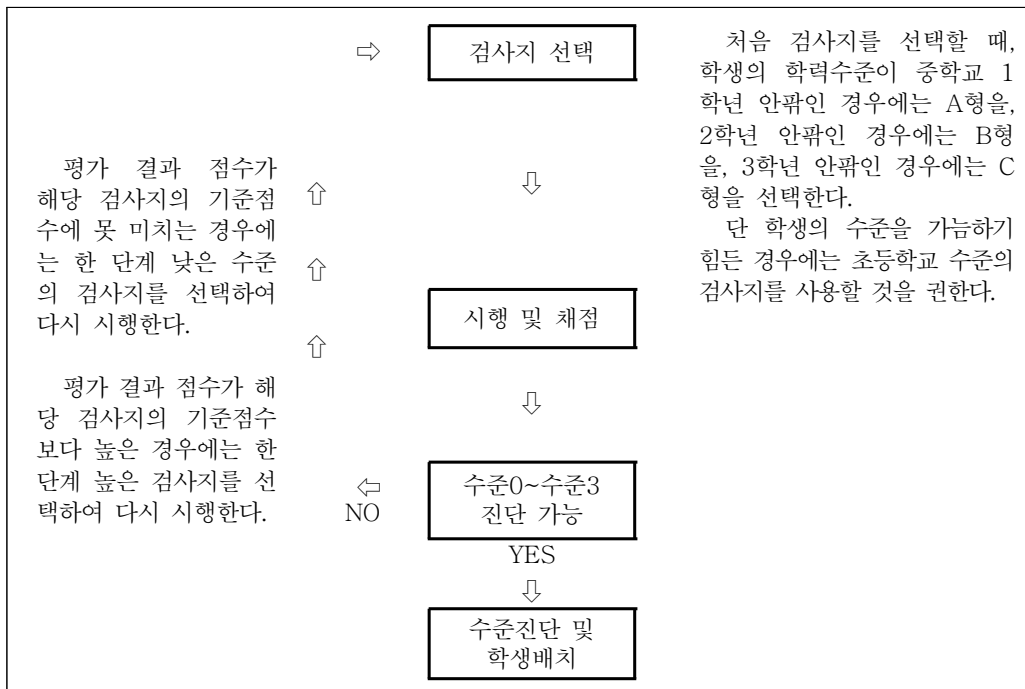 ⇨
검사지 선택
처음 검사지를 선택할 때,
학생의 학력수준이 중학교 1
학년 안팎인 경우에는 A형을,
2학년 안팎인 경우에는 B형
을, 3학년 안팎인 경우에는 C
형을 선택한다.
단 학생의 수준을 가늠하기
힘든 경우에는 초등학교 수준의
검사지를 사용할 것을 권한다.
평가 결과 점수가
해당 검사지의 기준점
수에 못 미치는 경우에
는 한 단계 낮은 수준
의 검사지를 선택하여
다시 시행한다.
⇧
⇧
⇧
⇩
시행 및 채점
⇩
평가 결과 점수가 해
당 검사지의 기준점수
보다 높은 경우에는 한
단계 높은 검사지를 선
택하여 다시 시행한다.
⇦
NO
수준0~수준3
진단 가능
YES
⇩
수준진단 및
학생배치